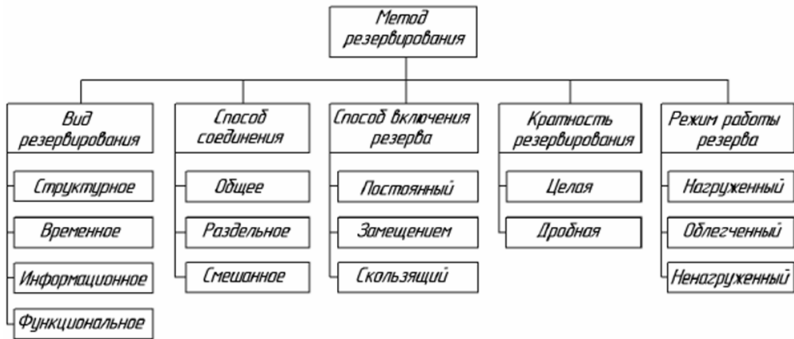 Метод
резервирования
Вид
резервирования
Структурное
Временное
Информационное
Функциональное
Способ
соединения
Общее
Раздельное
Смешанное
Способ включения
резерва
Постоянный
Замещением
Скользящий
Кратность
резервирования
Целая
Дробная
Режим работы
резерва
Нагруженный
Облегченный
Ненагруженный